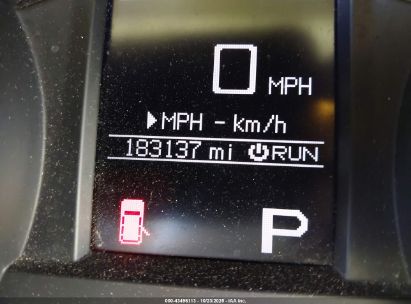 0 MPH
▶MPH - km/h
183137 mi ⏻RUN
P